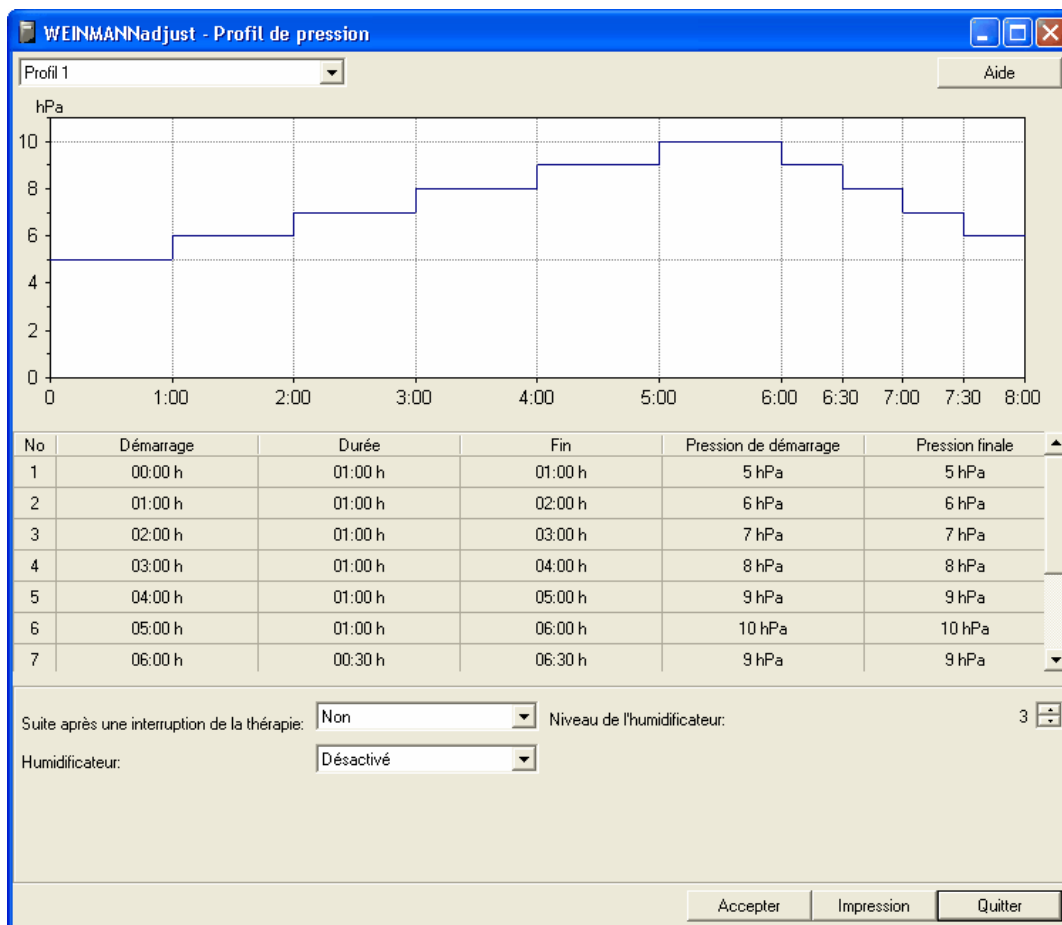 WEINMANNadjust - Profil de pression
Profil 1
Aide
hPa
10
8
6
4
2
0
0 1:00 2:00 3:00 4:00 5:00 6:00 6:30 7:00 7:30 8:00
No Démarrage Durée Fin Pression de démarrage Pression finale
1 00:00 h 01:00 h 01:00 h 5 hPa 5 hPa
2 01:00 h 01:00 h 02:00 h 6 hPa 6 hPa
3 02:00 h 01:00 h 03:00 h 7 hPa 7 hPa
4 03:00 h 01:00 h 04:00 h 8 hPa 8 hPa
5 04:00 h 01:00 h 05:00 h 9 hPa 9 hPa
6 05:00 h 01:00 h 06:00 h 10 hPa 10 hPa
7 06:00 h 00:30 h 06:30 h 9 hPa 9 hPa
Suite après une interruption de la thérapie: Non Niveau de l'humidificateur: 3
Humidificateur: Désactivé
Accepter Impression Quitter